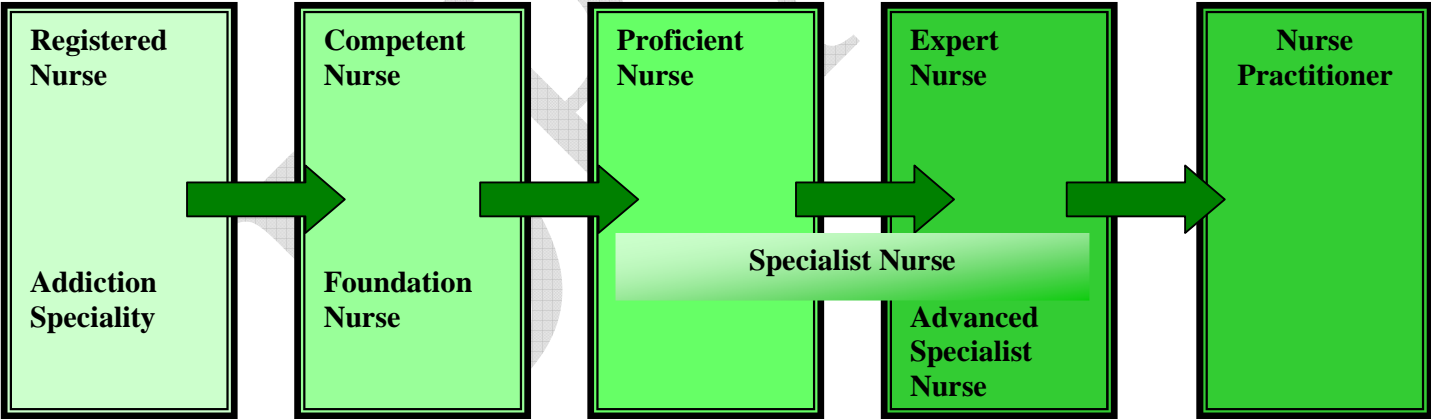 Registered
Nurse
Addiction
Speciality
Competent
Nurse
Foundation
Nurse
Proficient
Nurse
Specialist Nurse
Expert
Nurse
Advanced
Specialist
Nurse
Nurse
Practitioner